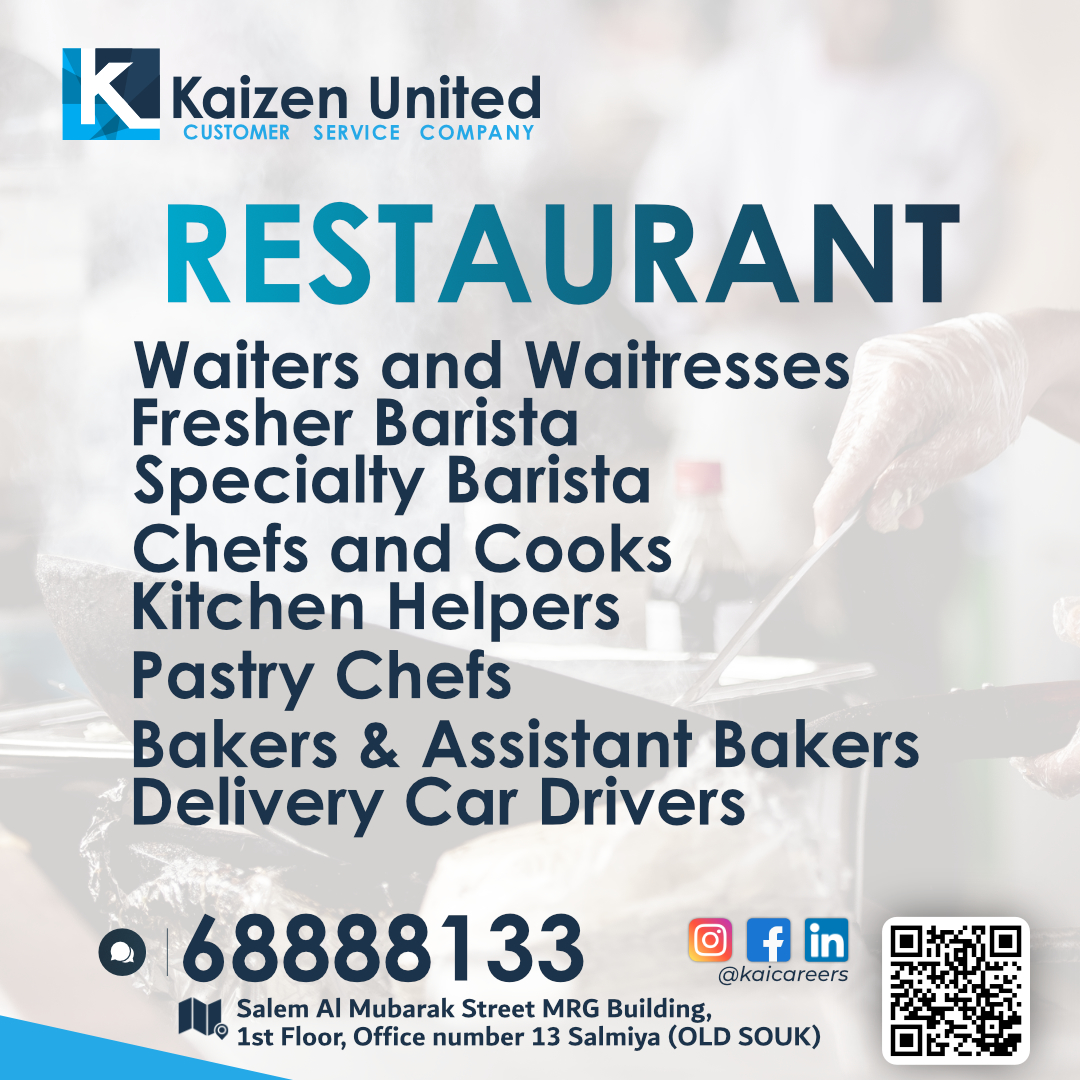 K Kaizen United
CUSTOMER SERVICE COMPANY
RESTAURANT
Waiters and Waitresses
Fresher Barista
Specialty Barista
Chefs and Cooks
Kitchen Helpers
Pastry Chefs
Bakers & Assistant Bakers
Delivery Car Drivers
68888133
@kaicareers
Salem Al Mubarak Street MRG Building,
1st Floor, Office number 13 Salmiya (OLD SOUK)